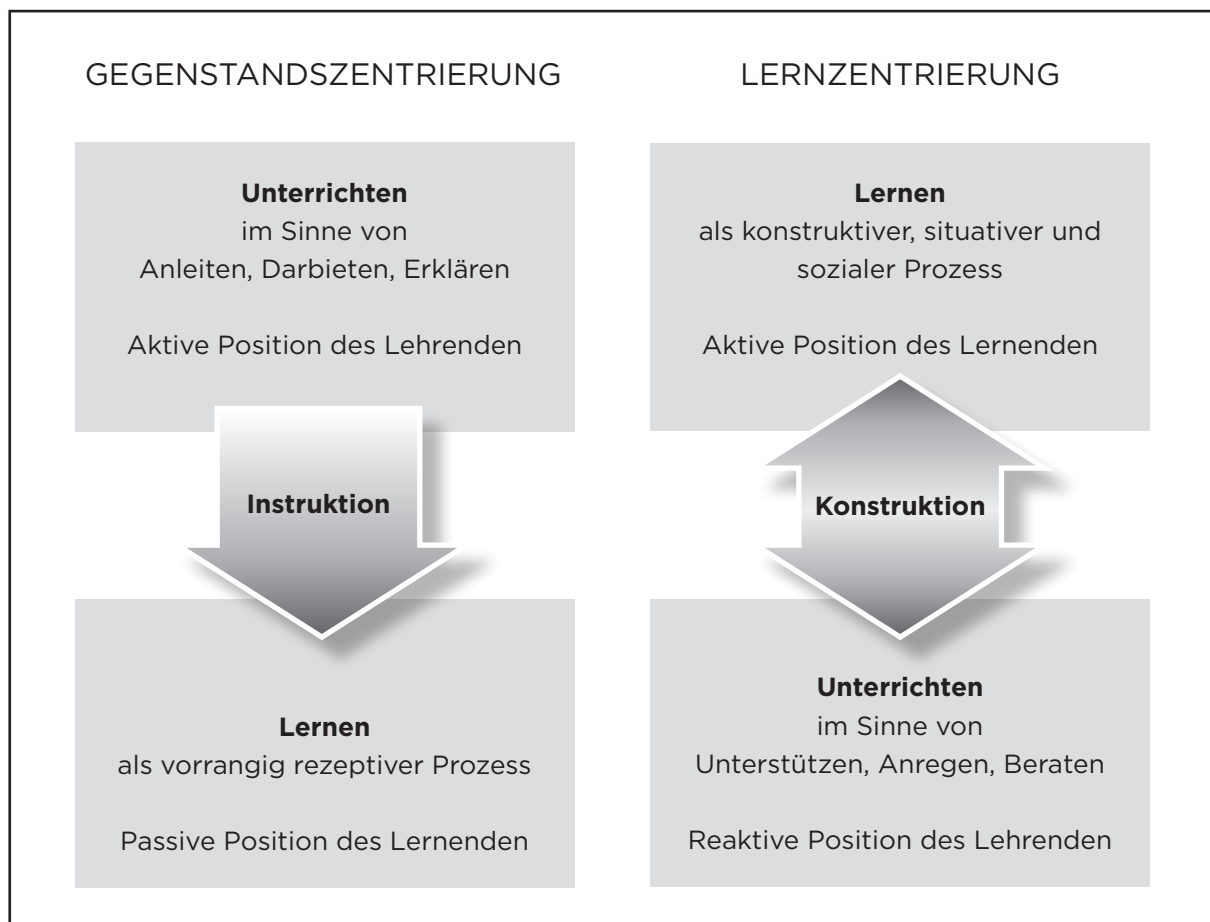 GEGENSTANDSZENTRIERUNG
Unterrichten
im Sinne von
Anleiten, Darbieten, Erklären
Aktive Position des Lehrenden
Instruktion
Lernen
als vorrangig rezeptiver Prozess
Passive Position des Lernenden
LERNZENTRIERUNG
Lernen
als konstruktiver, situativer und
sozialer Prozess
Aktive Position des Lernenden
Konstruktion
Unterrichten
im Sinne von
Unterstützen, Anregen, Beraten
Reaktive Position des Lehrenden